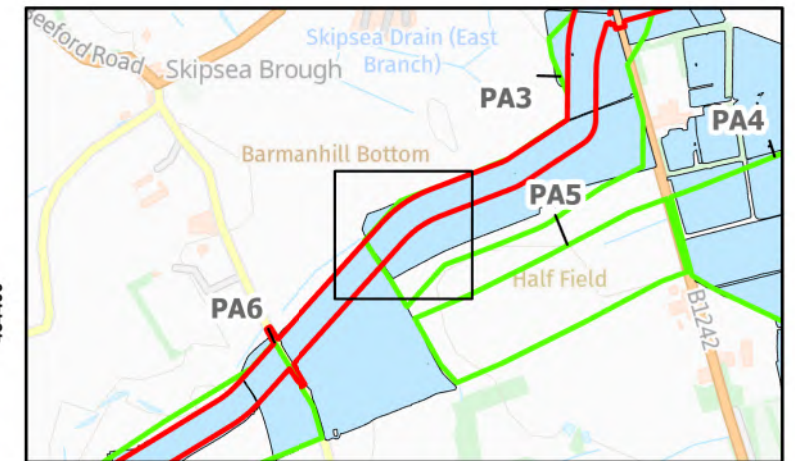 Beeford Road
Skipsea Brough
Skipsea Drain (East
Branch)
PA3
PA4
Barmanhill Bottom
PA5
Half Field
PA6
B1242